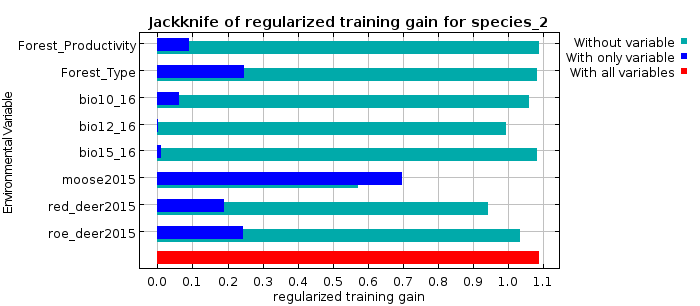 Jackknife of regularized training gain for species_2
Without variable
With only variable
With all variables
Environmental Variable
Forest_Productivity
Forest_Type
bio10_16
bio12_16
bio15_16
moose2015
red_deer2015
roe_deer2015
0.0 0.1 0.2 0.3 0.4 0.5 0.6 0.7 0.8 0.9 1.0 1.1
regularized training gain